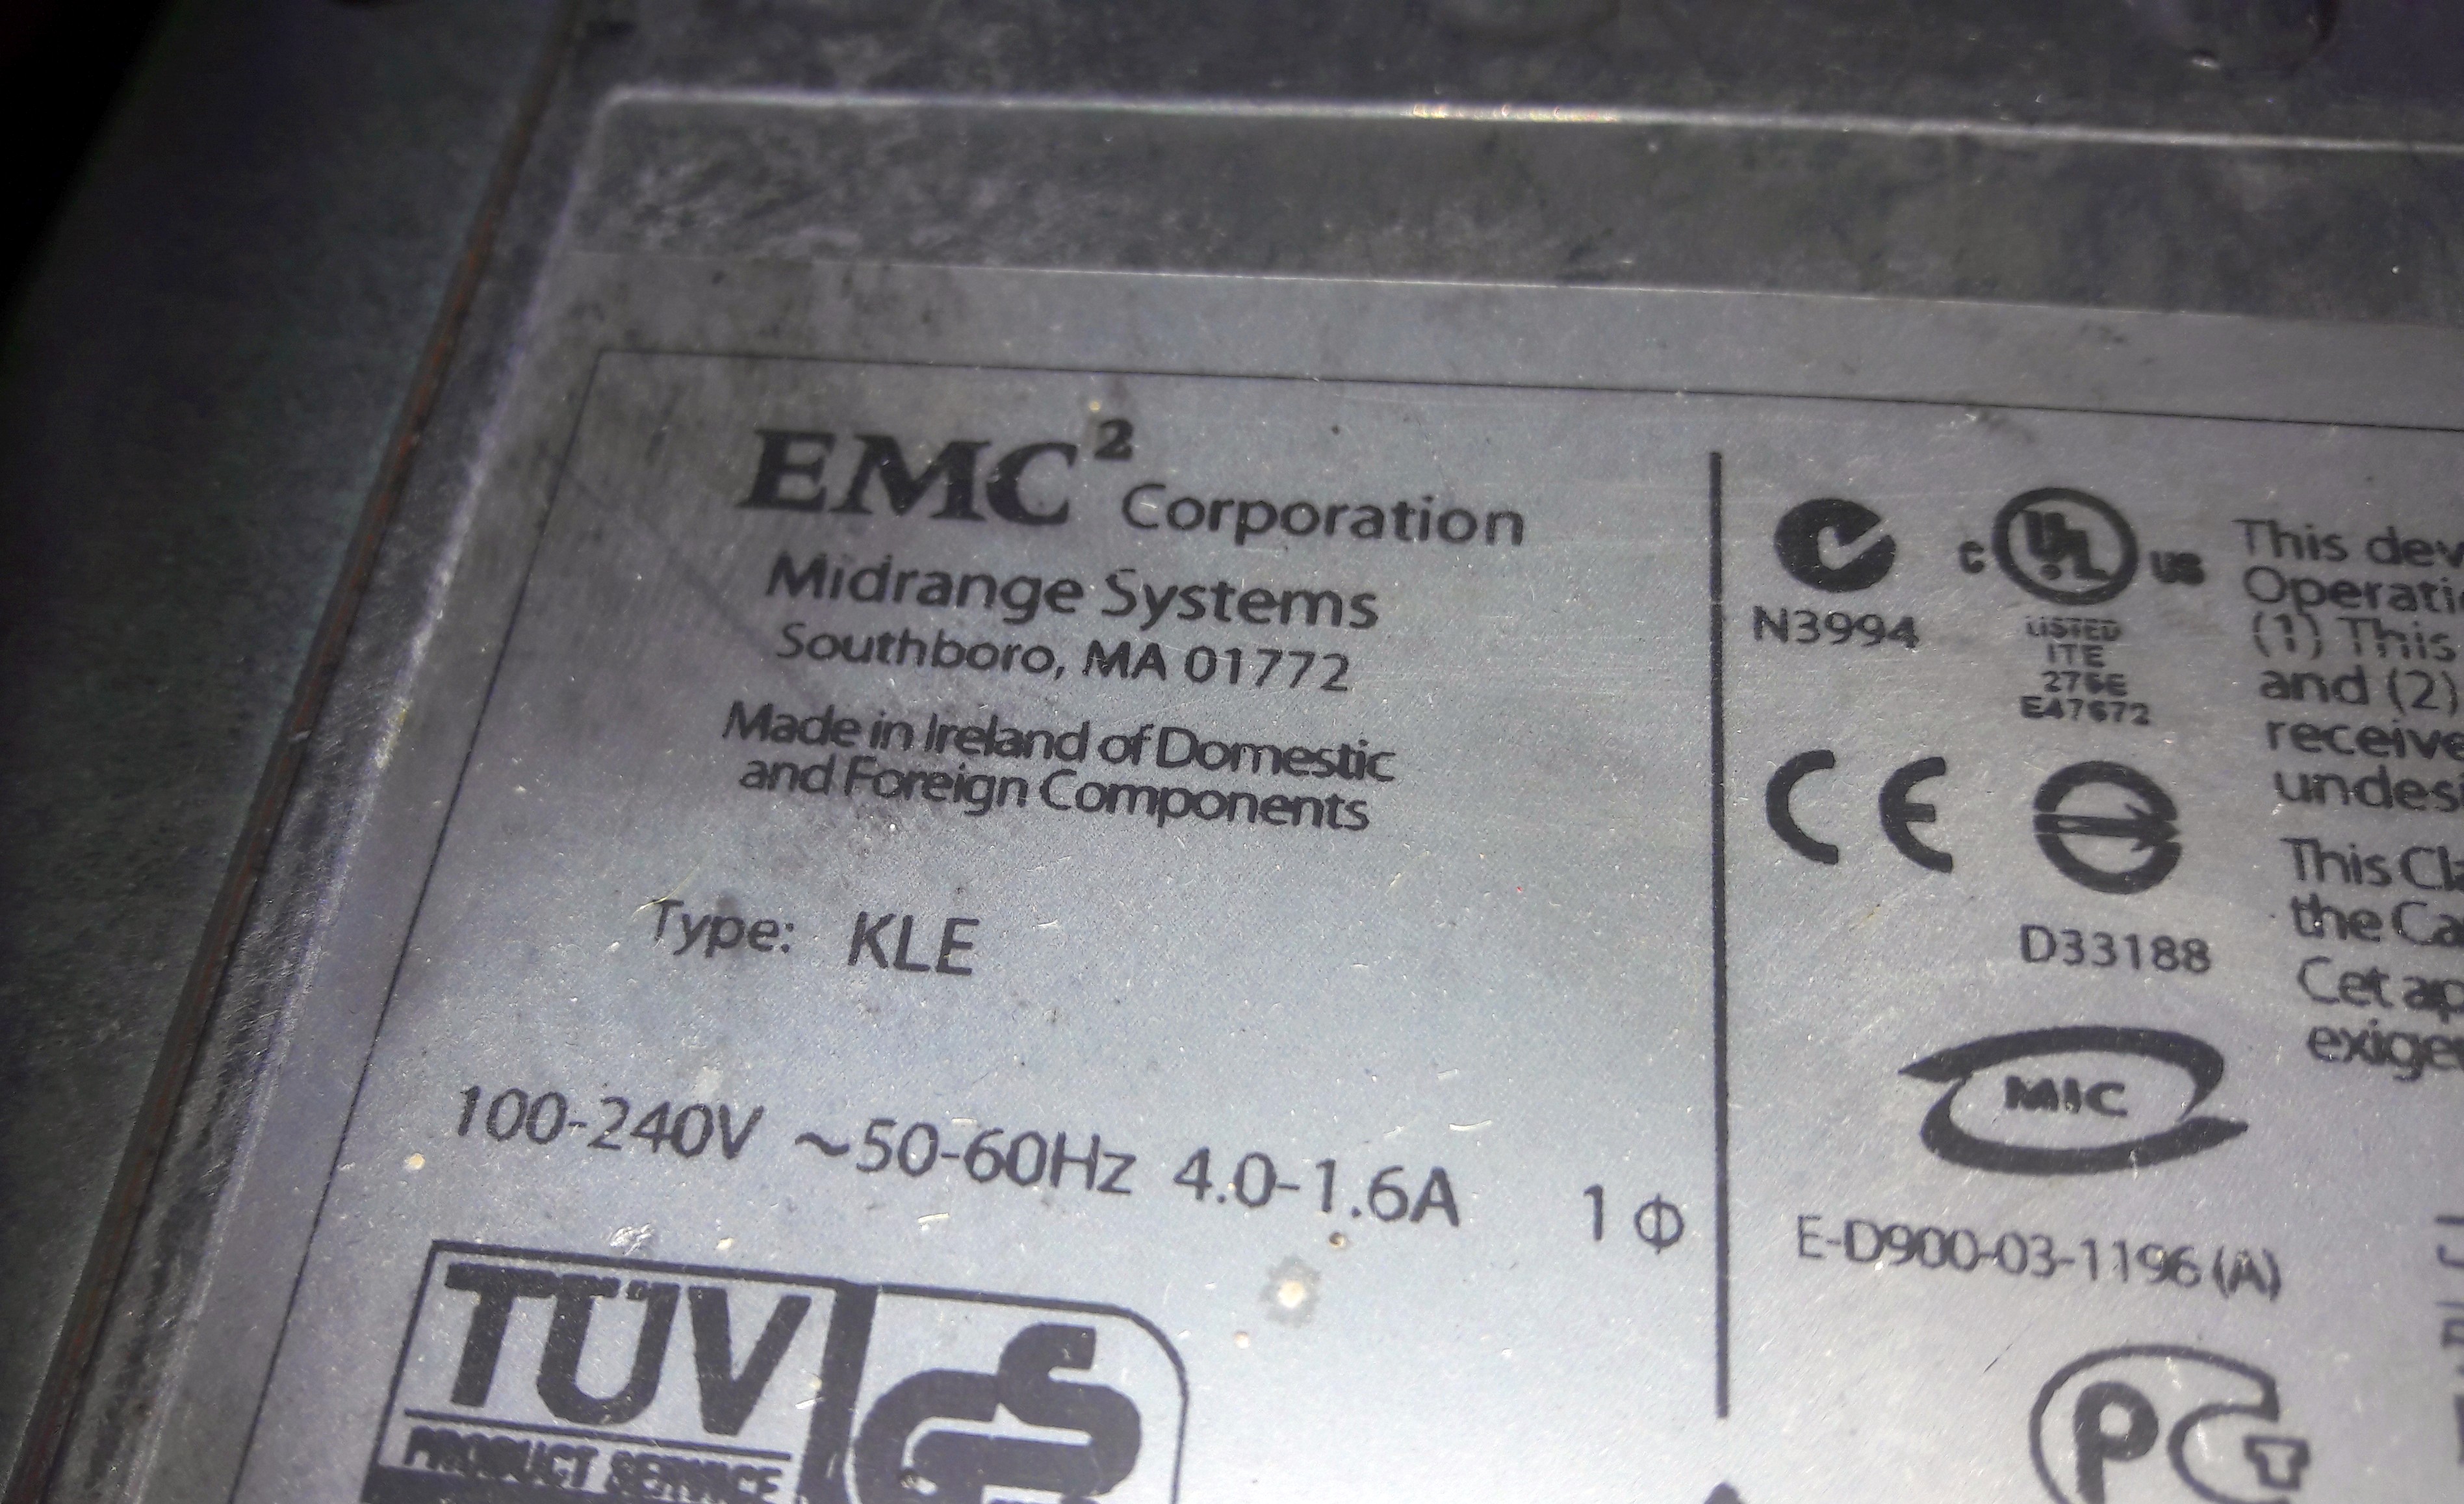 EMC² Corporation
Midrange Systems
Southboro, MA 01772
Made in Ireland of Domestic
and Foreign Components
Type: KLE
100-240V ~50-60Hz 4.0-1.6A 1 Φ
TÜV
PRODUCT SERVICE
GS
N3994
c UL US
LISTED
ITE
276E
E47672
CE
D33188
MIC
E-D900-03-1196 (A)
PCT
This dev
Operati
(1) This
and (2)
receive
undes
This Cl
the Ca
Cet ap
exige